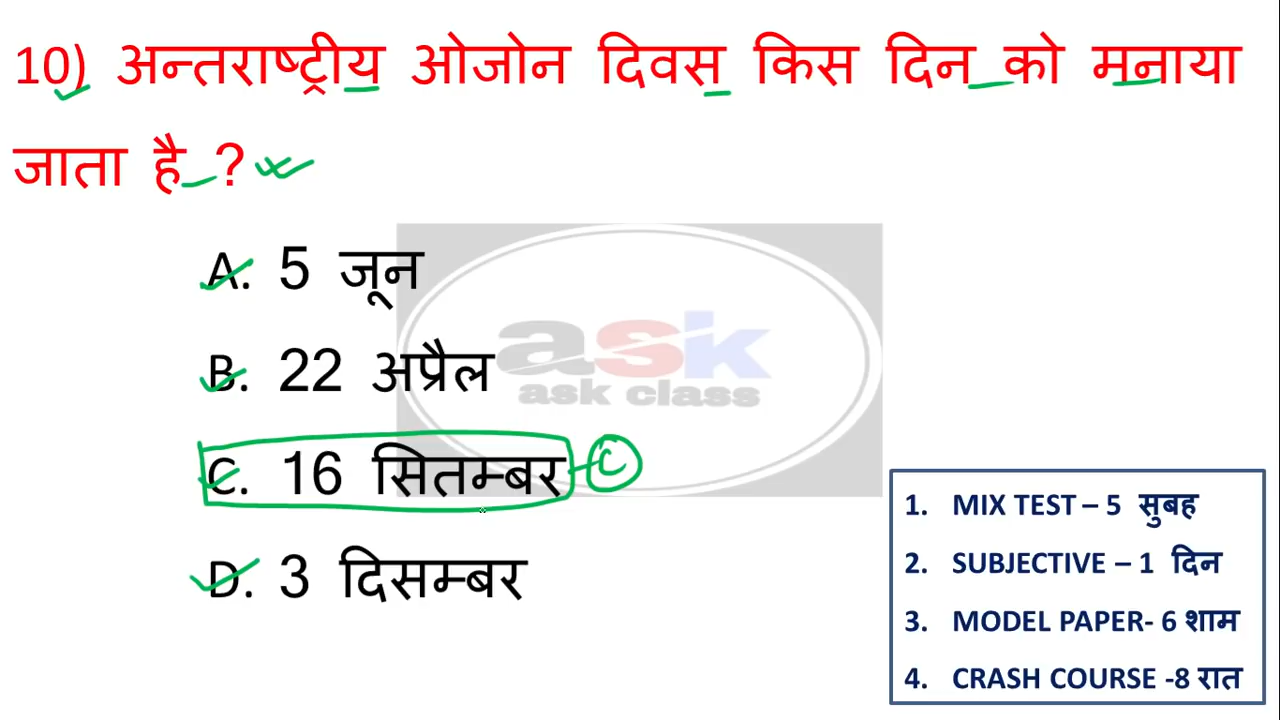 10) अन्तराष्ट्रीय ओजोन दिवस किस दिन को मनाया
जाता है ?
A. 5 जून
B. 22 अप्रैल
C. 16 सितम्बर
C
D. 3 दिसम्बर
ask
ask class
1. MIX TEST – 5 सुबह
2. SUBJECTIVE – 1 दिन
3. MODEL PAPER- 6 शाम
4. CRASH COURSE -8 रात